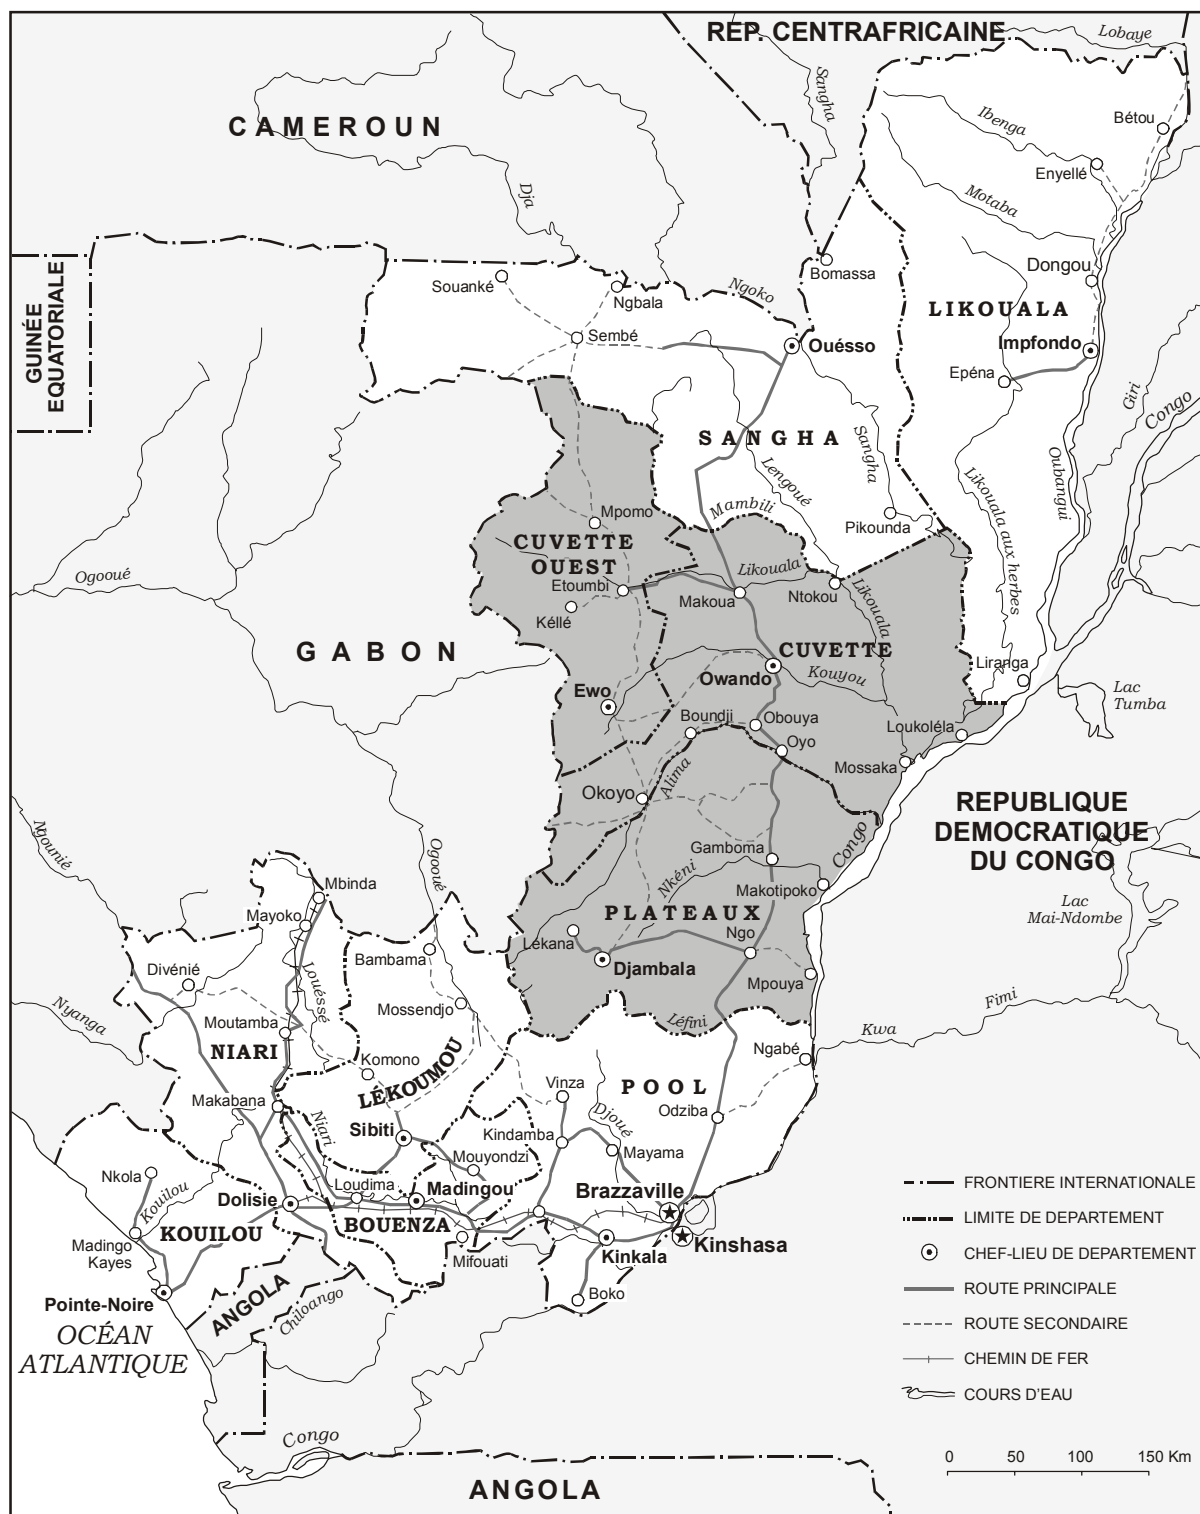 REP. CENTRAFRICAINE
Lobaye
Sangha
CAMEROUN
Ibenga
Bétou
Enyellé
Dja
Motaba
Bomassa
Dongou
GUINÉE
EQUATORIALE
Souanké
Ngbala
Ngoko
LIKOUALA
Sembé
Ouésso
Impfondo
Epéna
Giri
Congo
SANGHA
Sangha
Lengoué
Oubangui
Likouala aux herbes
Mambili
Mpomo
Pikounda
CUVETTE
OUEST
Ogooué
Etoumbi
Likouala
Makoua
Ntokou
Likouala
Kéllé
GABON
CUVETTE
Liranga
Ewo
Owando
Kouyou
Lac
Tumba
Boundji
Obouya
Loukoléla
Oyo
Mossaka
Alima
Okoyo
REPUBLIQUE
DEMOCRATIQUE
DU CONGO
Ngounié
Ogooué
Gamboma
Congo
Nkéni
Makotipoko
Mbinda
Mayoko
Lac
Mai-Ndombe
PLATEAUX
Lékana
Ngo
Bambama
Djambala
Divénié
Louéssé
Mpouya
Nyanga
Mossendjo
Fimi
Moutamba
Léfini
Kwa
NIARI
Ngabé
Komono
LÉKOUMOU
Vinza
POOL
Makabana
Niari
Djoué
Odziba
Sibiti
Kindamba
Mayama
Mouyondzi
Nkola
Kouilou
Dolisie
Loudima
Madingou
Brazzaville
KOUILOU
BOUENZA
Madingo
Kayes
Mifouati
Kinkala
Kinshasa
Pointe-Noire
ANGOLA
Chiloango
Boko
OCÉAN
ATLANTIQUE
Congo
ANGOLA
FRONTIERE INTERNATIONALE
LIMITE DE DEPARTEMENT
CHEF-LIEU DE DEPARTEMENT
ROUTE PRINCIPALE
ROUTE SECONDAIRE
CHEMIN DE FER
COURS D'EAU
0 50 100 150 Km